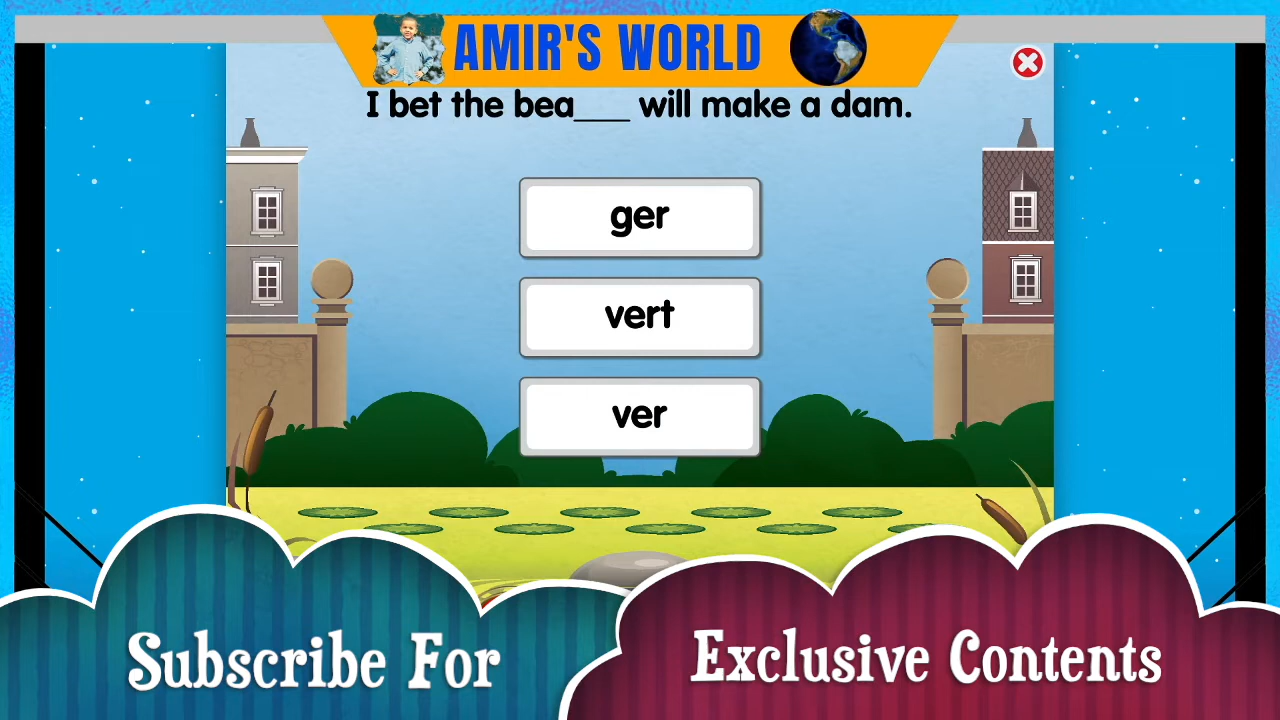 AMIR'S WORLD
I bet the bea___ will make a dam.
ger
vert
ver
Subscribe For
Exclusive Contents